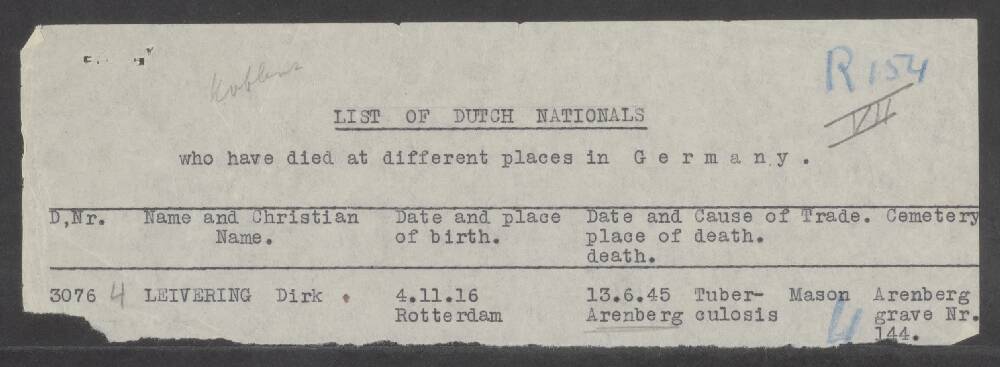 Koblenz
R 154
VII
LIST OF DUTCH NATIONALS
who have died at different places in G e r m a n y .
D,Nr. Name and Christian Date and place Date and Cause of Trade. Cemetery
Name. of birth. place of death.
death.
3076 4 LEIVERING Dirk . 4.11.16 13.6.45 Tuber- Mason Arenberg
Rotterdam Arenberg culosis 4 grave Nr.
144.